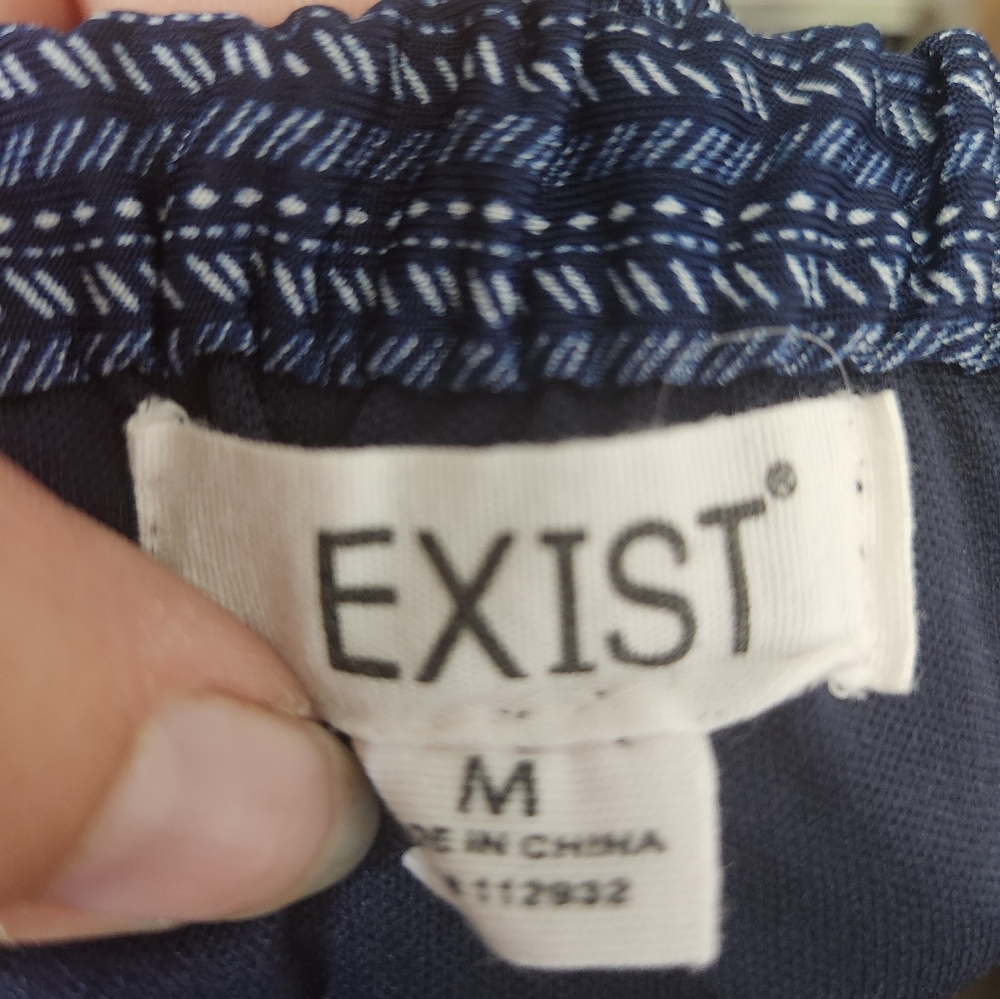 EXIST®
M
DE IN CHINA
112932